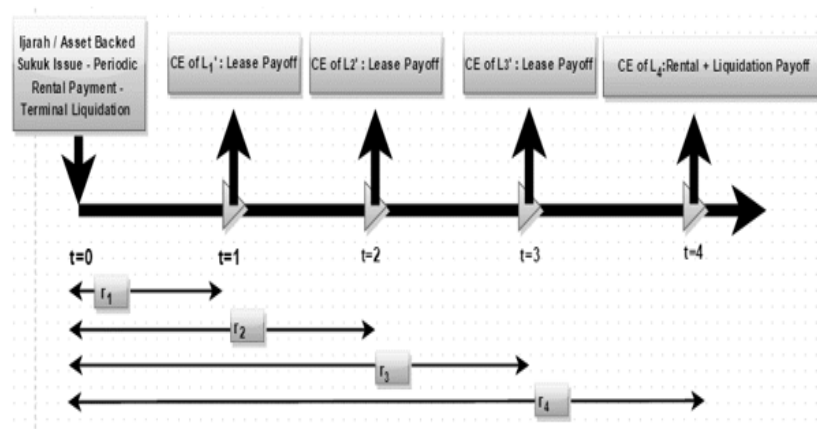 Ijarah / Asset Backed
Sukuk Issue - Periodic
Rental Payment -
Terminal Liquidation
CE of L1' : Lease Payoff
CE of L2' : Lease Payoff
CE of L3' : Lease Payoff
CE of L4:Rental + Liquidation Payoff
t=0
t=1
t=2
t=3
t=4
r1
r2
r3
r4